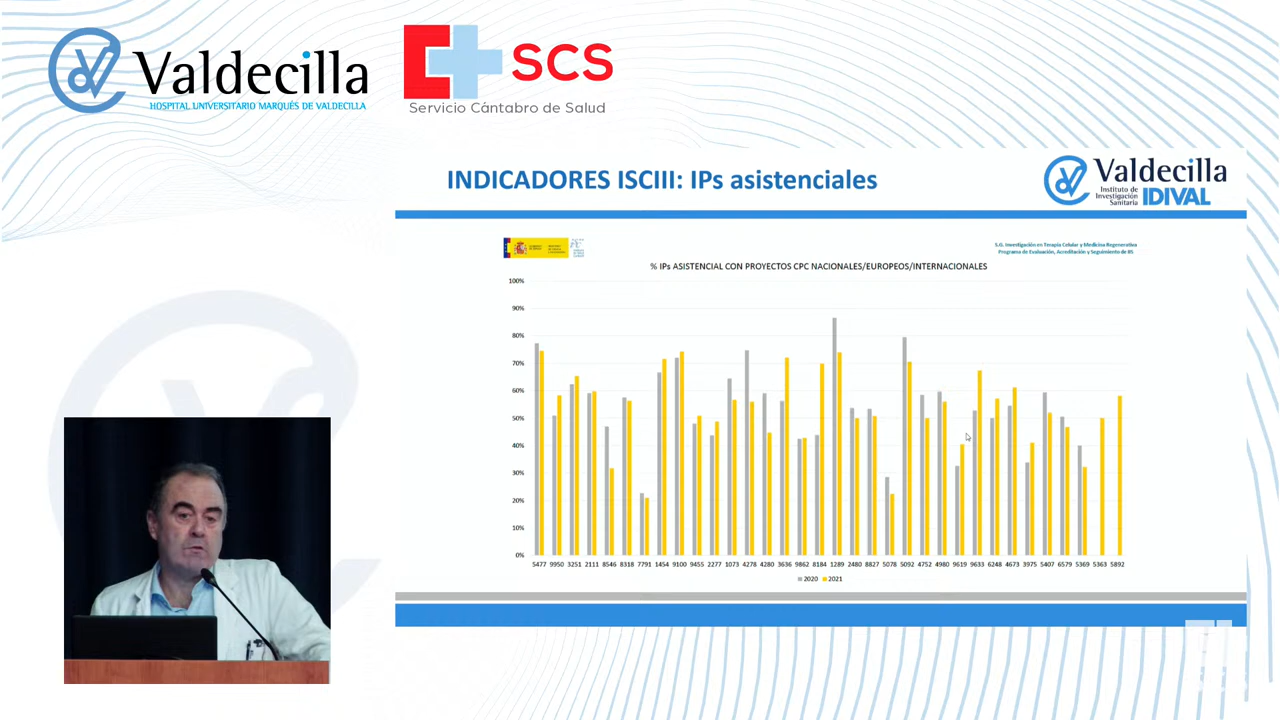 Valdecilla
HOSPITAL UNIVERSITARIO MARQUÉS DE VALDECILLA
SCS
Servicio Cántabro de Salud
INDICADORES ISCIII: IPs asistenciales
Valdecilla
Instituto de
Investigación
Sanitaria
IDIVAL
S.G. Investigación en Terapia Celular y Medicina Regenerativa
Programa de Evaluación, Acreditación y Seguimiento de IIS
% IPs ASISTENCIAL CON PROYECTOS CPC NACIONALES/EUROPEOS/INTERNACIONALES
100%
90%
80%
70%
60%
50%
40%
30%
20%
10%
0%
5477 9950 3251 2111 8546 8318 7791 1454 9100 9455 2277 1073 4278 4280 3636 9862 8184 1289 2480 8827 5078 5092 4752 4980 9619 9633 6248 4673 3975 5407 6579 5369 5363 5892
2020 2021